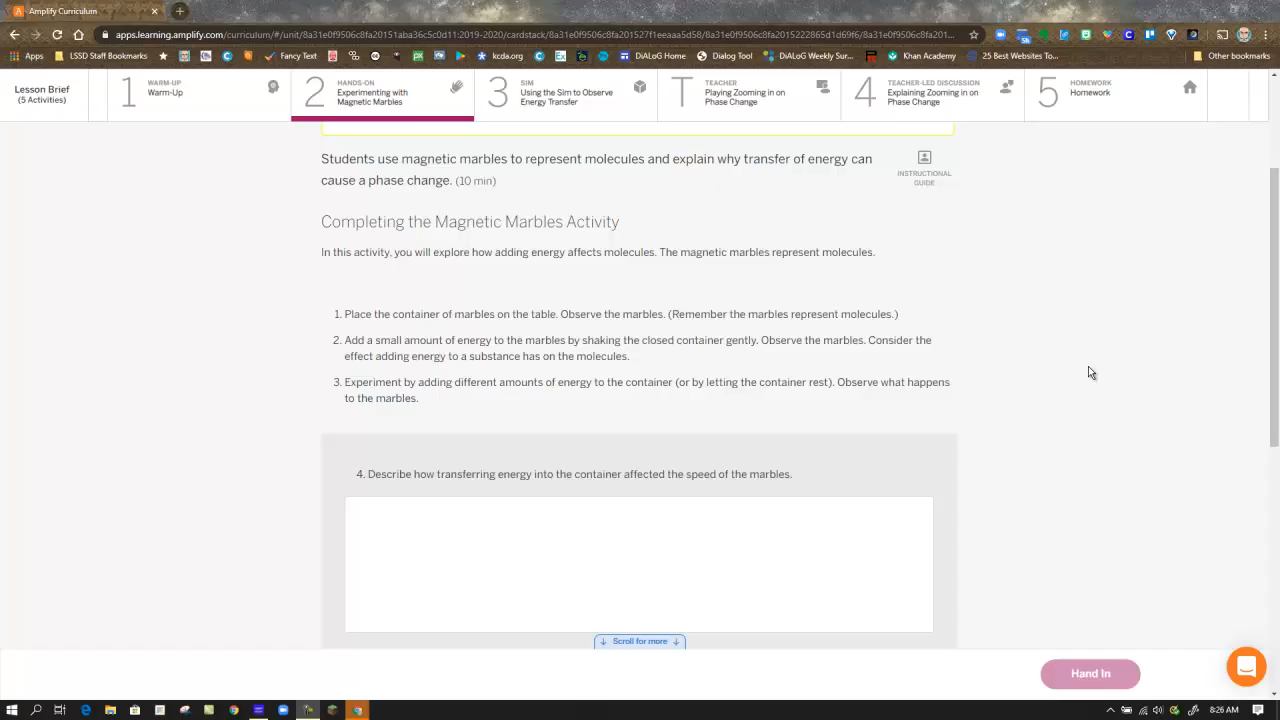 Amplify Curriculum
apps.learning.amplify.com/curriculum/#/unit/8a31e0f9516fa20151aba36c5c0d11:2019-2020/cardstack/8a31e0f9516fa201527f1eeaaa5d58/8a31e0f9516fa2015222865d1d69f6/8a31e0f9516fa201...
Apps
LSSD Staff Bookmarks
Curriculum
Fancy-TextT
kcda.org
DiALoG Home
Dialog Tool
DiALoG Weekly Sur...
Khan Academy
25 Best Websites To...
Other bookmarks
Lesson Brief
(5 Activities)
1
WARM-UP
Warm-Up
2
HANDS-ON
Experimenting with
Magnetic Marbles
3
SIM
Using the Sim to Observe
Energy Transfer
T
TEACHER
Playing Zooming in on
Phase Change
4
TEACHER-LED DISCUSSION
Explaining Zooming in on
Phase Change
5
HOMEWORK
Homework
Students use magnetic marbles to represent molecules and explain why transfer of energy can
cause a phase change. (10 min)
INSTRUCTIONAL
GUIDE
Completing the Magnetic Marbles Activity
In this activity, you will explore how adding energy affects molecules. The magnetic marbles represent molecules.
1. Place the container of marbles on the table. Observe the marbles. (Remember the marbles represent molecules.)
2. Add a small amount of energy to the marbles by shaking the closed container gently. Observe the marbles. Consider the
effect adding energy to a substance has on the molecules.
3. Experiment by adding different amounts of energy to the container (or by letting the container rest). Observe what happens
to the marbles.
4. Describe how transferring energy into the container affected the speed of the marbles.
Scroll for more
Hand In
8:26 AM